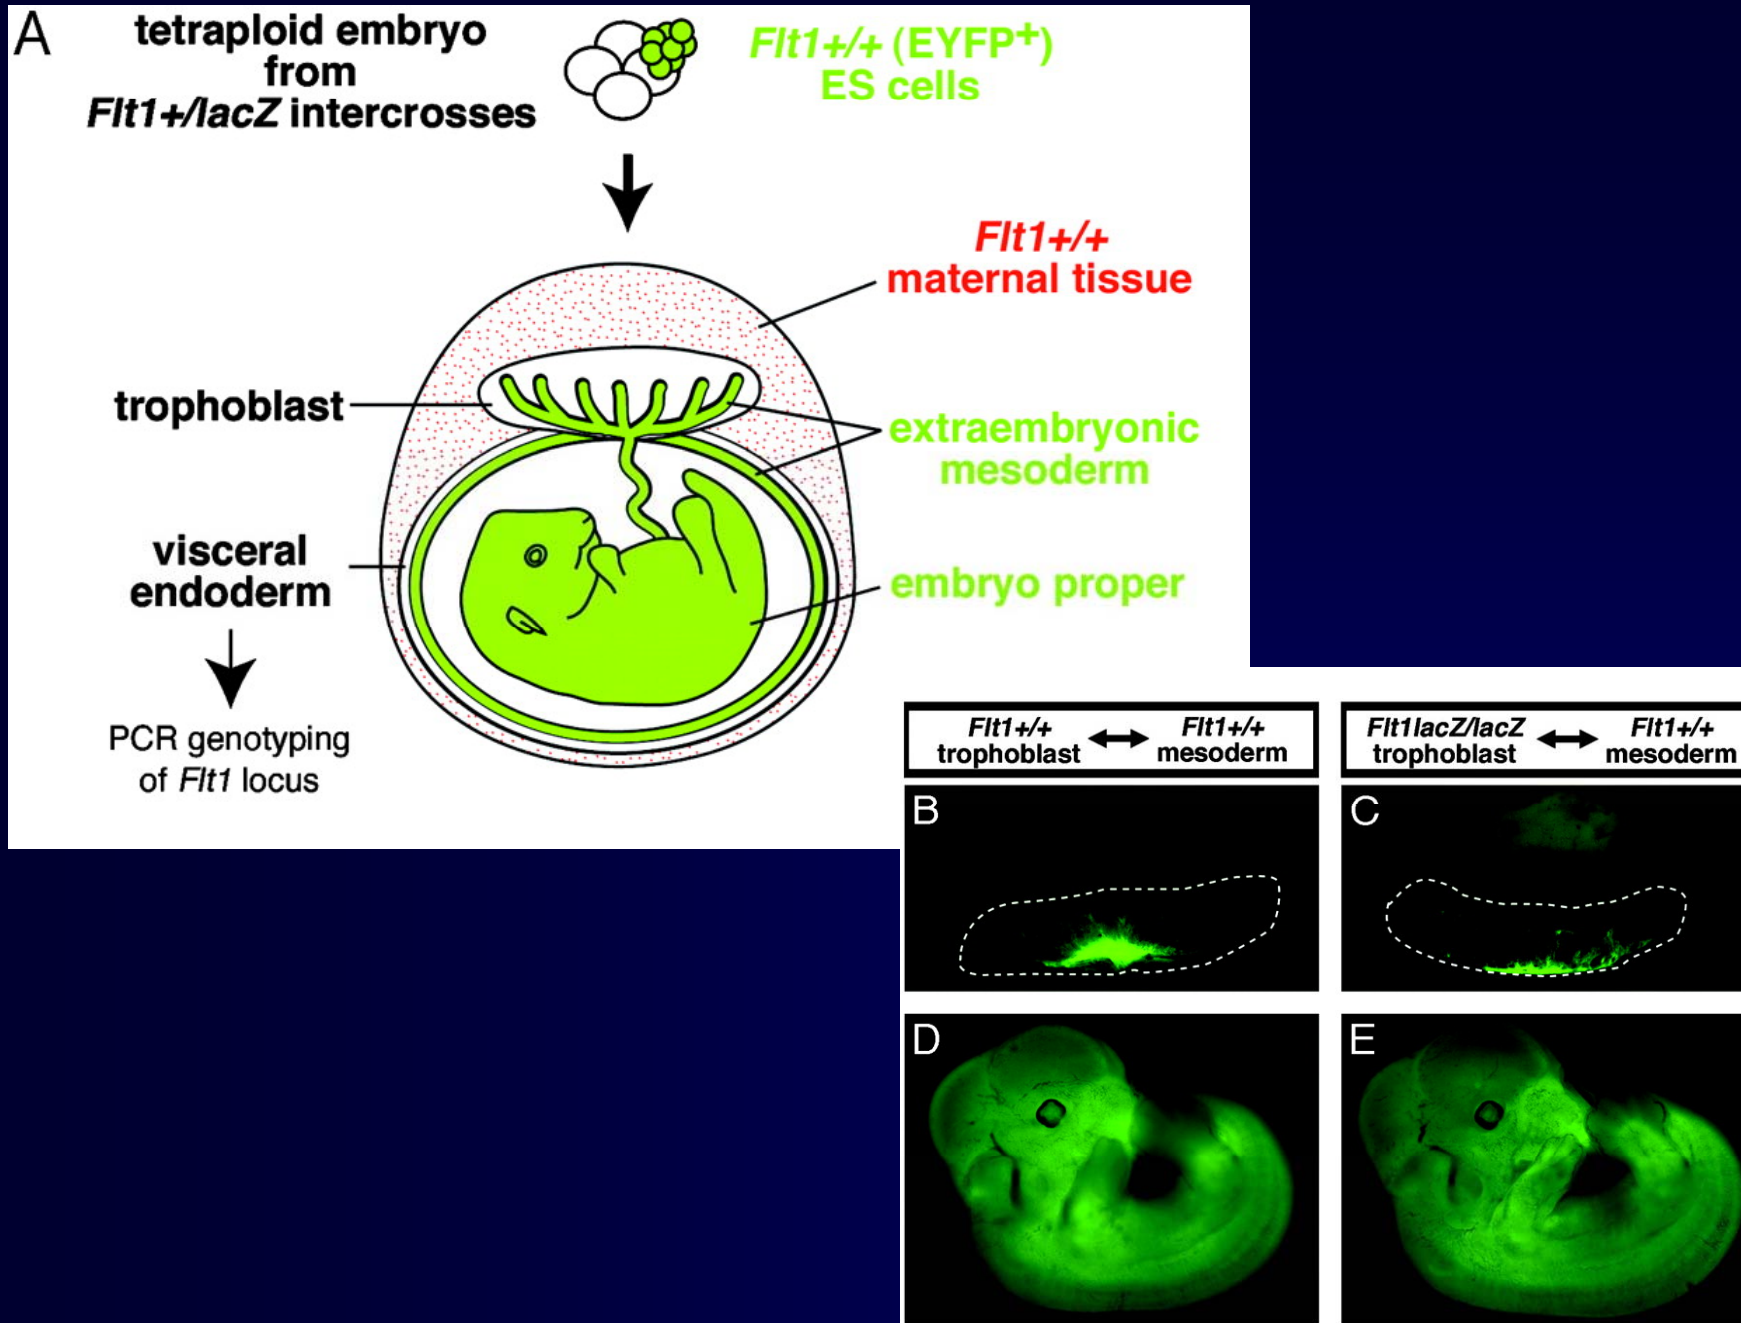 A
tetraploid embryo
from
Flt1+/lacZ intercrosses
Flt1+/+ (EYFP+)
ES cells
Flt1+/+
maternal tissue
trophoblast
extraembryonic
mesoderm
visceral
endoderm
embryo proper
PCR genotyping
of Flt1 locus
Flt1+/+
trophoblast
Flt1+/+
mesoderm
Flt1lacZ/lacZ
trophoblast
Flt1+/+
mesoderm
B
C
D
E